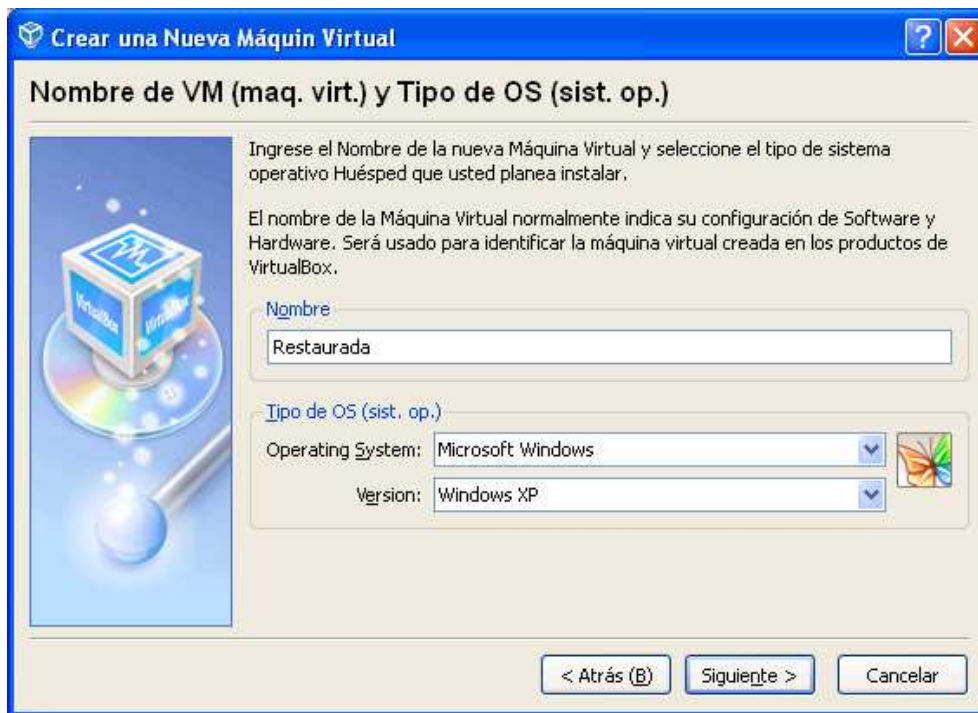 Crear una Nueva Máquin Virtual
Nombre de VM (maq. virt.) y Tipo de OS (sist. op.)
Ingrese el Nombre de la nueva Máquina Virtual y seleccione el tipo de sistema
operativo Huésped que usted planea instalar.
El nombre de la Máquina Virtual normalmente indica su configuración de Software y
Hardware. Será usado para identificar la máquina virtual creada en los productos de
VirtualBox.
VirtualBox
VirtualBox
Nombre
Restaurada
Tipo de OS (sist. op.)
Operating System: Microsoft Windows
Version: Windows XP
< Atrás (B) Siguiente > Cancelar